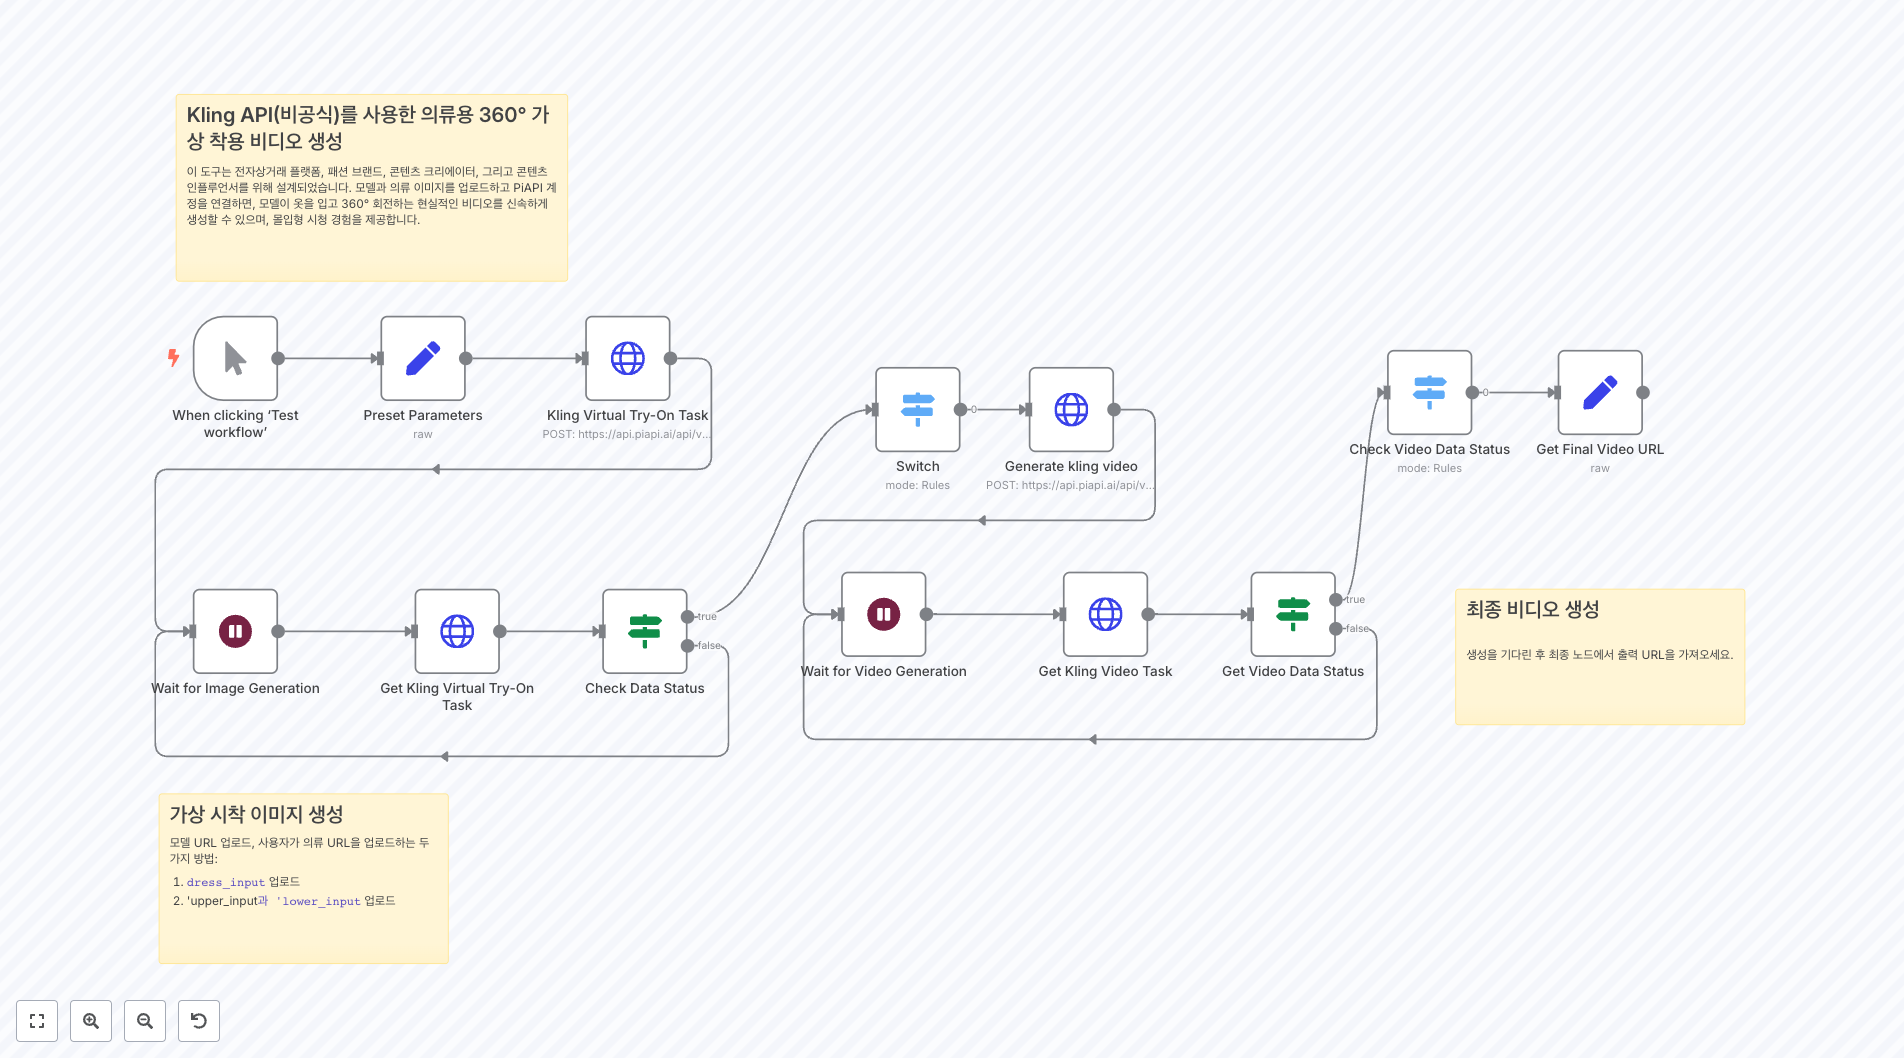 Kling API(비공식)를 사용한 의류용 360° 가
상 착용 비디오 생성
이 도구는 전자상거래 플랫폼, 패션 브랜드, 콘텐츠 크리에이터, 그리고 콘텐츠
인플루언서를 위해 설계되었습니다. 모델과 의류 이미지를 업로드하고 PiAPI 계
정을 연결하면, 모델이 옷을 입고 360° 회전하는 현실적인 비디오를 신속하게
생성할 수 있으며, 몰입형 시청 경험을 제공합니다.
When clicking ‘Test
workflow’
Preset Parameters
raw
Kling Virtual Try-On Task
POST: https://api.piapi.ai/api/v...
Switch
mode: Rules
0
Generate kling video
POST: https://api.piapi.ai/api/v...
Check Video Data Status
mode: Rules
0
Get Final Video URL
raw
Wait for Image Generation
Get Kling Virtual Try-On
Task
Check Data Status
true
false
Wait for Video Generation
Get Kling Video Task
Get Video Data Status
true
false
최종 비디오 생성
생성을 기다린 후 최종 노드에서 출력 URL을 가져오세요.
가상 시착 이미지 생성
모델 URL 업로드, 사용자가 의류 URL을 업로드하는 두
가지 방법:
1. dress_input 업로드
2. 'upper_input과 'lower_input 업로드